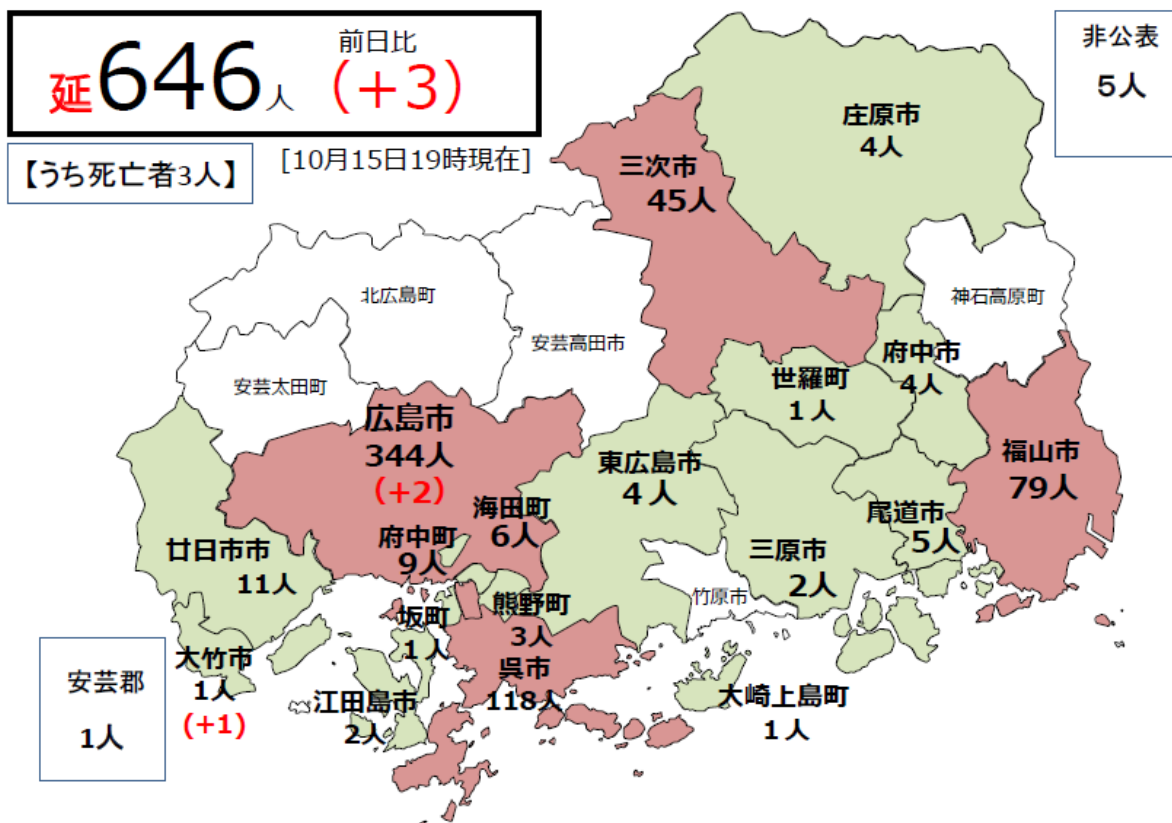 前日比
延646人 (+3)
【うち死亡者3人】
[10月15日19時現在]
非公表
5人
庄原市
4人
三次市
45人
北広島町
神石高原町
安芸高田市
府中市
4人
安芸太田町
世羅町
1人
広島市
344人
(+2)
福山市
79人
東広島市
4人
海田町
6人
尾道市
5人
府中町
9人
廿日市市
11人
三原市
2人
竹原市
熊野町
3人
坂町
1人
大竹市
1人
(+1)
呉市
118人
安芸郡
1人
江田島市
2人
大崎上島町
1人